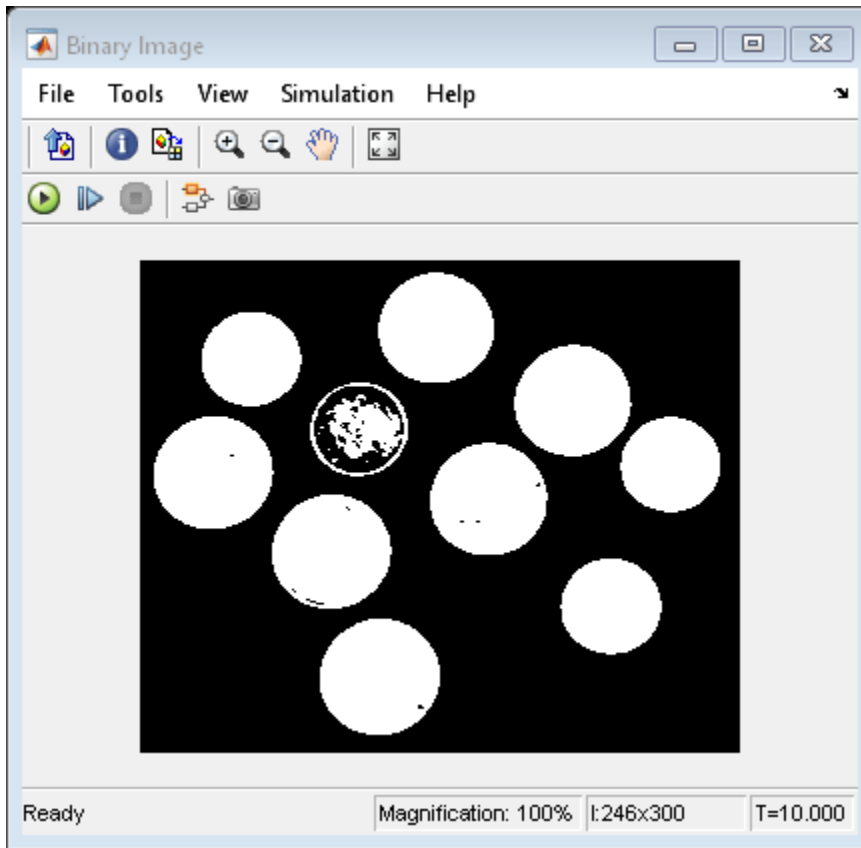 Binary Image
File Tools View Simulation Help
Ready Magnification: 100% I:246x300 T=10.000